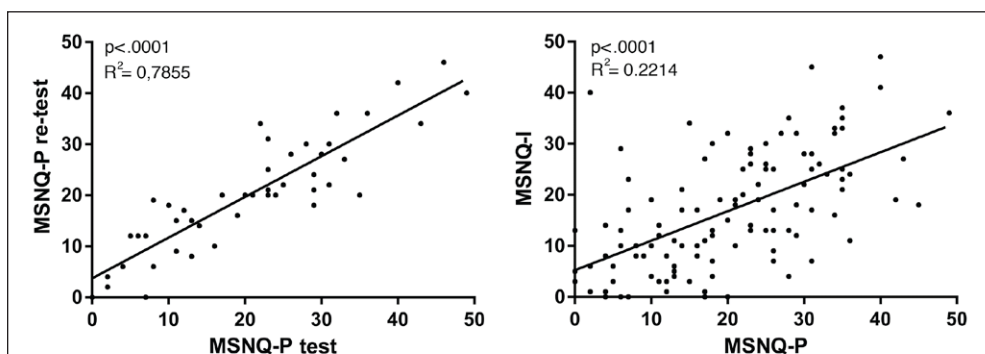 p<.0001
R²= 0,7855
MSNQ-P re-test
50
40
30
20
10
0
0 10 20 30 40 50
MSNQ-P test
p<.0001
R²= 0.2214
MSNQ-I
50
40
30
20
10
0
0 10 20 30 40 50
MSNQ-P